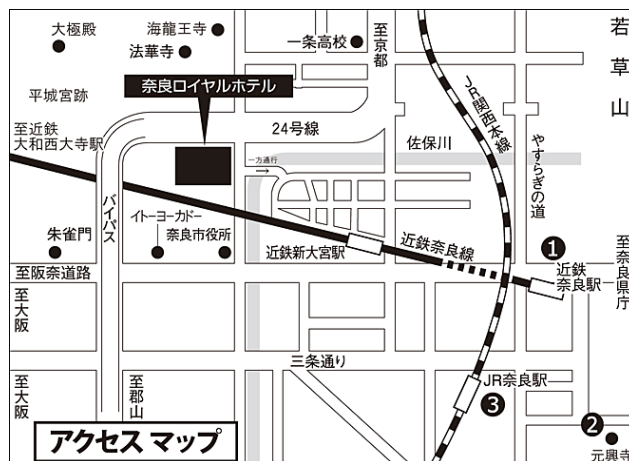 大極殿
海龍王寺
法華寺
一条高校
至京都
若草山
平城宮跡
奈良ロイヤルホテル
JR関西本線
至近鉄
大和西大寺駅
24号線
佐保川
やすらぎの道
一方通行
→
バイパス
イトーヨーカドー
朱雀門
奈良市役所
近鉄新大宮駅
近鉄奈良線
1
近鉄
奈良駅
至奈良県庁
至阪奈道路
至大阪
三条通り
至大阪
至郡山
JR奈良駅
3
2
元興寺
アクセス マップ